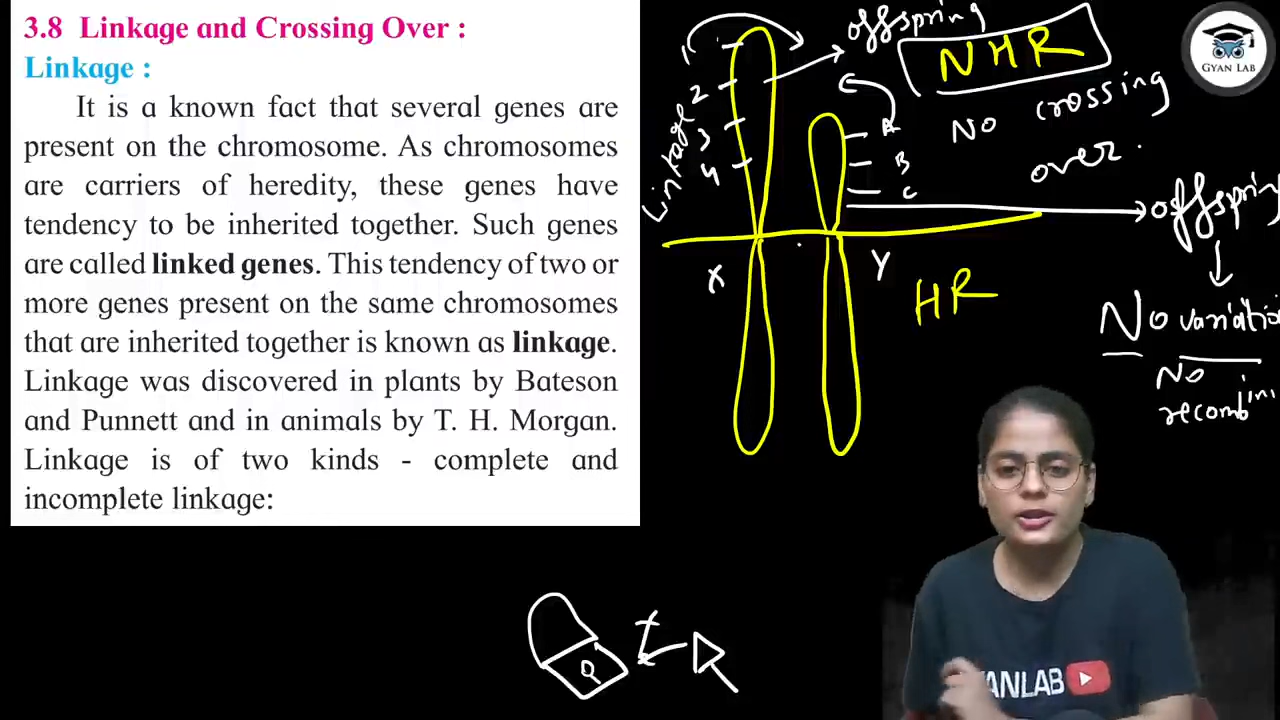 3.8 Linkage and Crossing Over :
Linkage :
It is a known fact that several genes are
present on the chromosome. As chromosomes
are carriers of heredity, these genes have
tendency to be inherited together. Such genes
are called linked genes. This tendency of two or
more genes present on the same chromosomes
that are inherited together is known as linkage.
Linkage was discovered in plants by Bateson
and Punnett and in animals by T. H. Morgan.
Linkage is of two kinds - complete and
incomplete linkage:
offspring
NHR
No crossing
over.
Linkage
1
2
3
4
A
B
C
X
Y
HR
offspring
No variatio
No
recombini
GYAN LAB
YANLAB